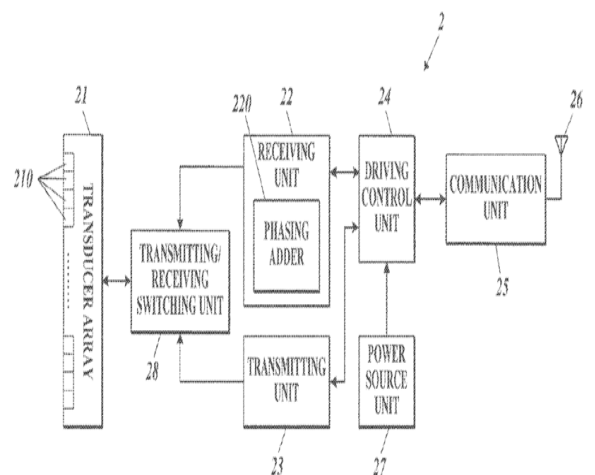 2
21
220
22
24
26
210
TRANSDUCER ARRAY
RECEIVING
UNIT
PHASING
ADDER
DRIVING
CONTROL
UNIT
COMMUNICATION
UNIT
TRANSMITTING/
RECEIVING
SWITCHING UNIT
25
28
TRANSMITTING
UNIT
POWER
SOURCE
UNIT
23
27